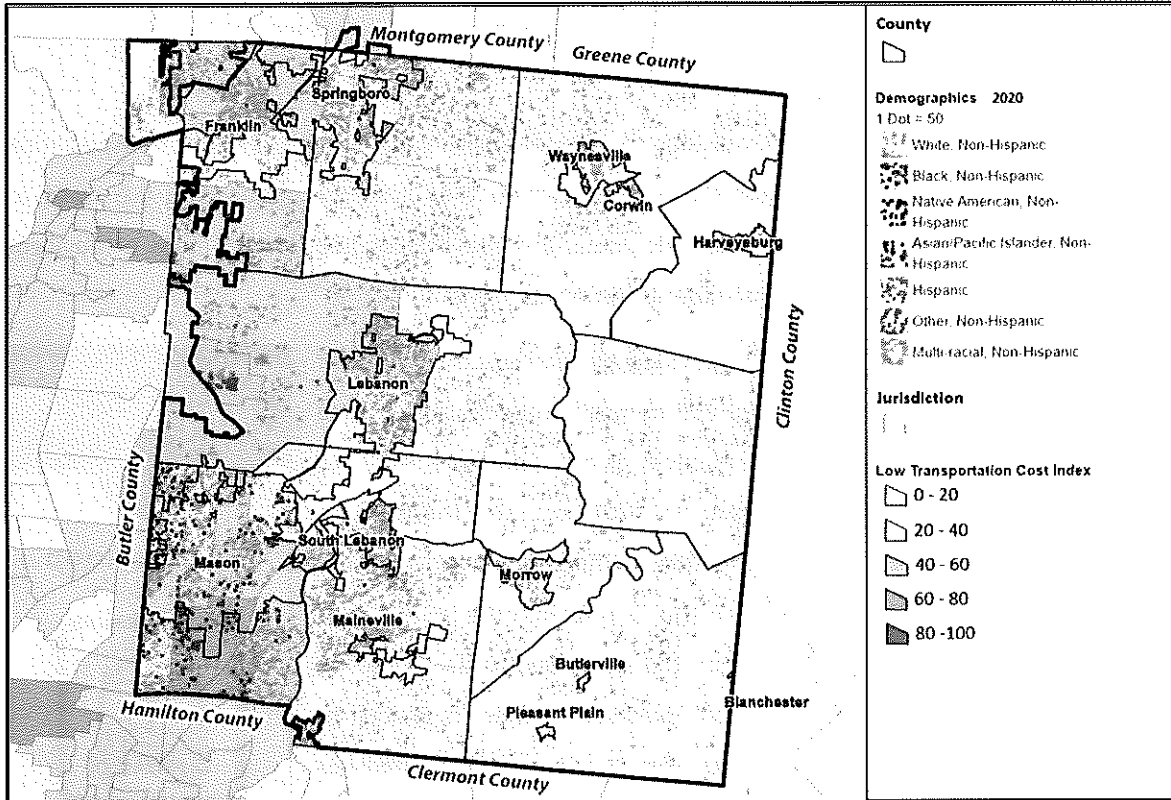 Montgomery County
Greene County
Springboro
Franklin
Waynesville
Corwin
Harveysburg
Clinton County
Lebanon
Butler County
South Lebanon
Mason
Morrow
Maineville
Butlerville
Blanchester
Pleasant Plain
Hamilton County
Clermont County
County
Demographics 2020
1 Dot = 50
White, Non-Hispanic
Black, Non-Hispanic
Native American, Non-
Hispanic
Asian/Pacific Islander, Non-
Hispanic
Hispanic
Other, Non-Hispanic
Multi-racial, Non-Hispanic
Jurisdiction
Low Transportation Cost Index
0 - 20
20 - 40
40 - 60
60 - 80
80 -100